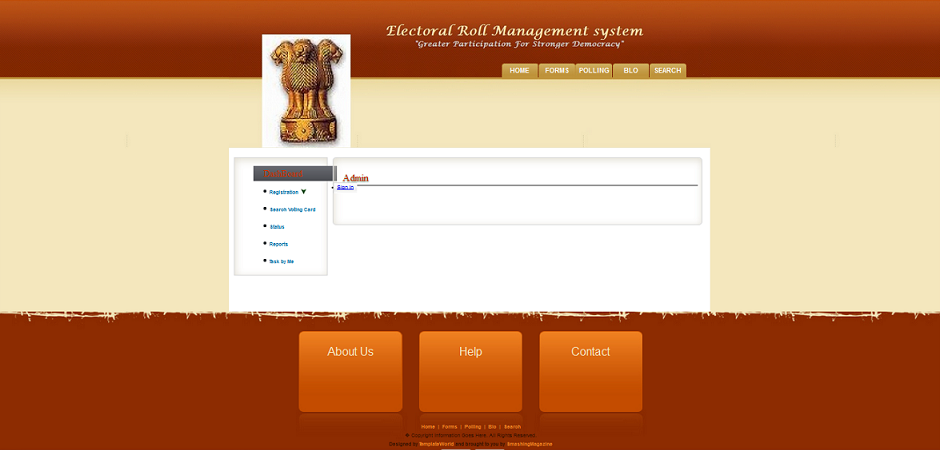 Electoral Roll Management system
"Greater Participation For Stronger Democracy"
HOME FORMS POLLING BLO SEARCH
Admin
Sign in
Registration
Search Voting Card
Status
Reports
Task by Me
About Us Help Contact
Home | Forms | Polling | Blo | Search
© Copyright Information Goes Here. All Rights Reserved.
Designed by TemplateWorld and brought to you by SmashingMagazine